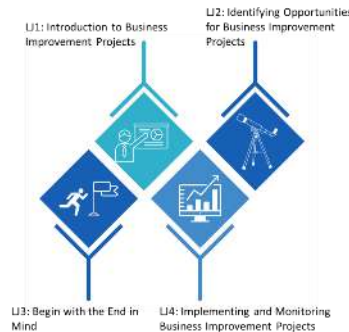 LJ1: Introduction to Business
Improvement Projects
LJ2: Identifying Opportunities
for Business Improvement
Projects
LJ3: Begin with the End in
Mind
LJ4: Implementing and Monitoring
Business Improvement Projects